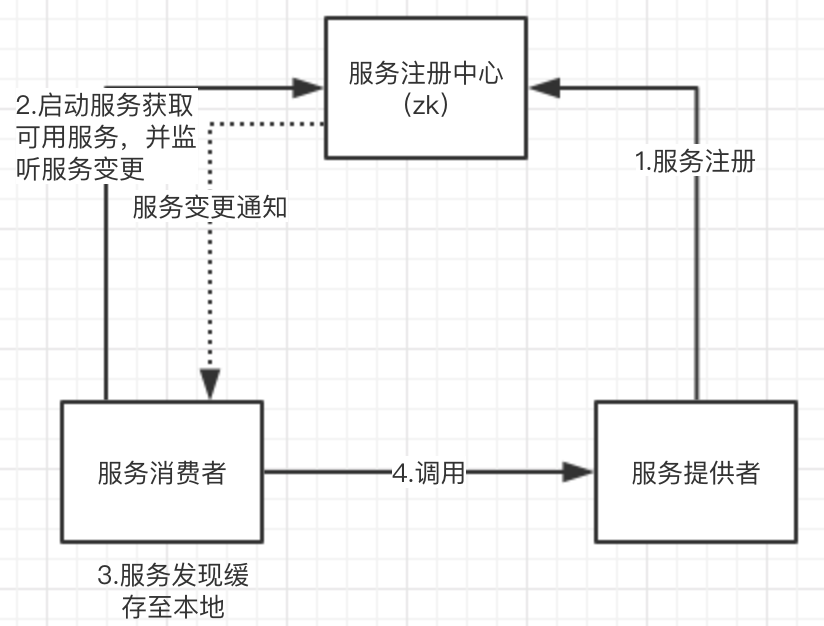 服务注册中心
(zk)
2.启动服务获取
可用服务，并监
听服务变更
1.服务注册
服务变更通知
服务消费者
4.调用
服务提供者
3.服务发现缓
存至本地